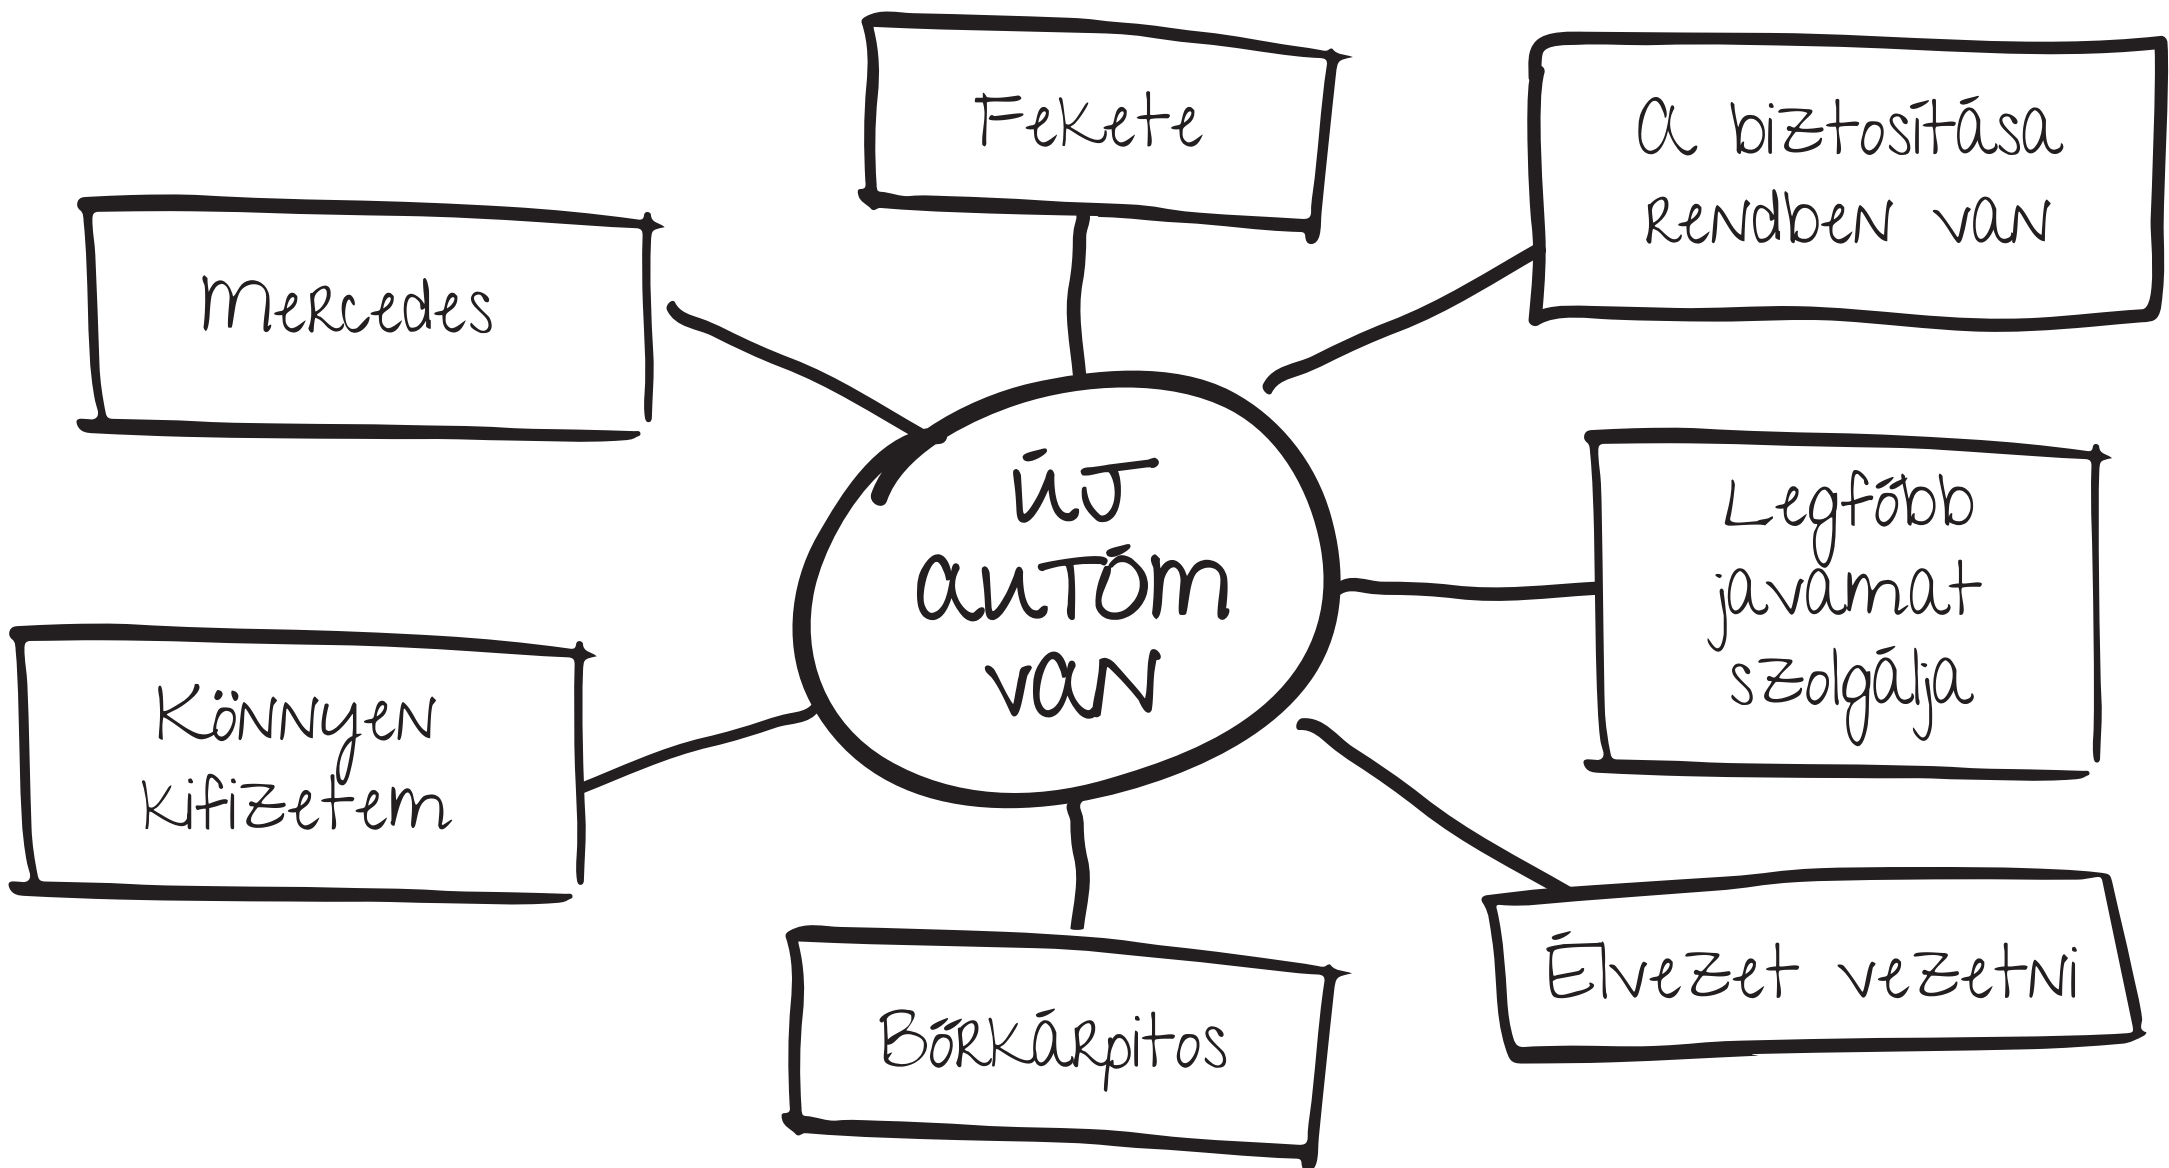 Fekete
A biztosítása
rendben van
Mercedes
ÚJ
autóm
van
Legfőbb
javamat
szolgálja
Könnyen
kifizetem
Élvezet vezetni
Bőrkárpitos